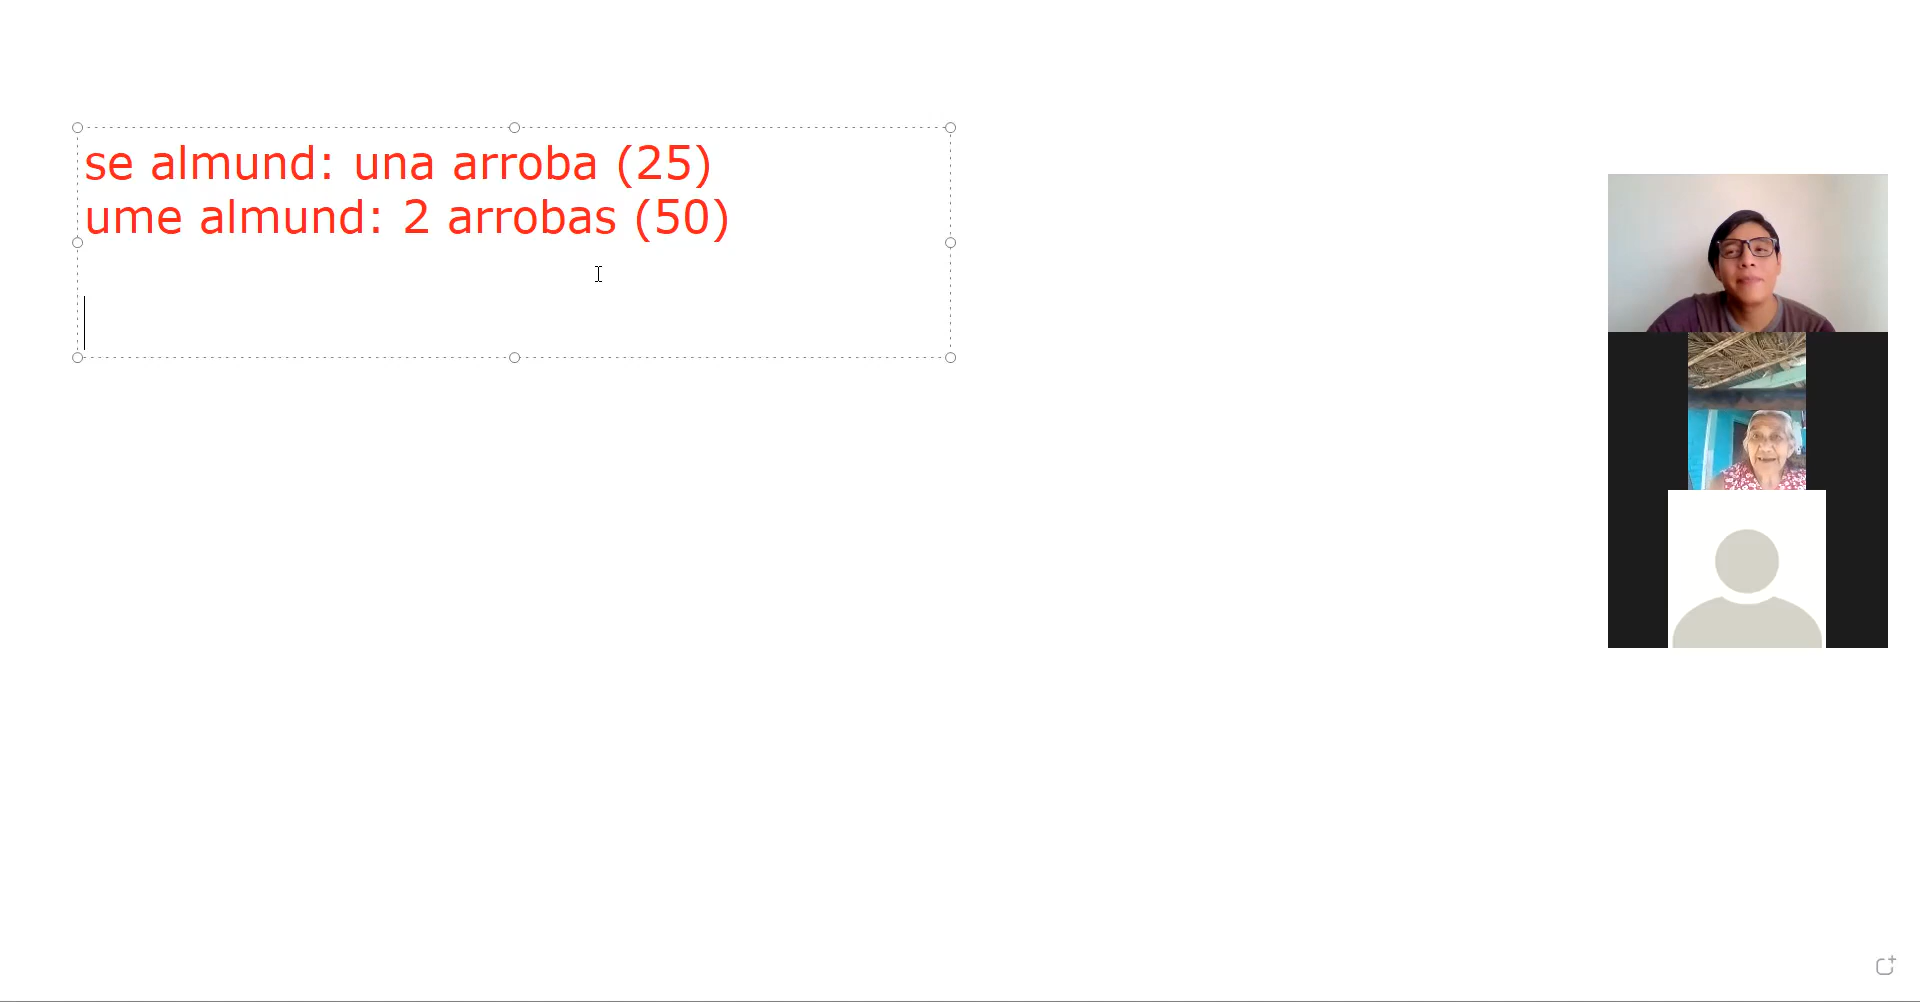 se almund: una arroba (25)
ume almund: 2 arrobas (50)